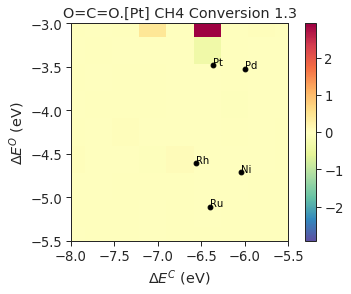 O=C=O.[Pt] CH4 Conversion 1.3
−3.0
−3.5
−4.0
−4.5
−5.0
−5.5
ΔE^O (eV)
Pt
Pd
Rh
Ni
Ru
−8.0 −7.5 −7.0 −6.5 −6.0 −5.5
ΔE^C (eV)
2
1
0
−1
−2